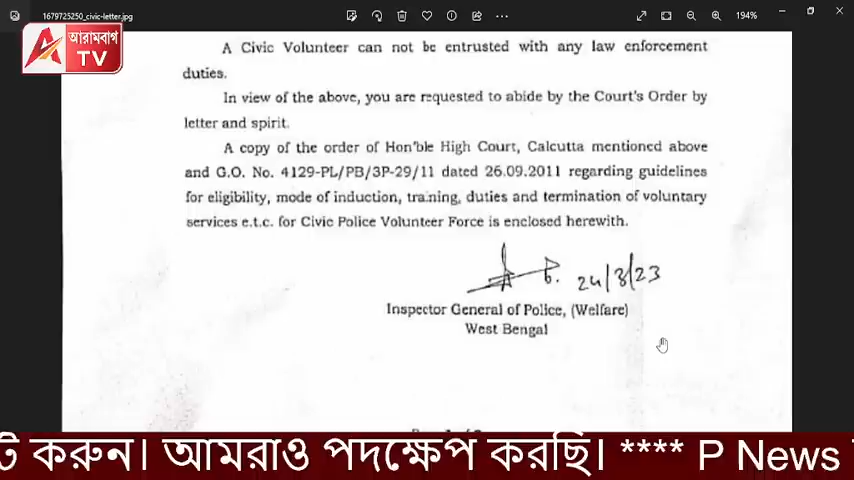 1679725250_civic-letter.jpg
194%
আরামবাগ
TV
A Civic Volunteer can not be entrusted with any law enforcement
duties.
In view of the above, you are requested to abide by the Court's Order by
letter and spirit.
A copy of the order of Hon'ble High Court, Calcutta mentioned above
and G.O. No. 4129-PL/PB/3P-29/11 dated 26.09.2011 regarding guidelines
for eligibility, mode of induction, training, duties and termination of voluntary
services e.t.c. for Civic Police Volunteer Force is enclosed herewith.
24/3/23
Inspector General of Police, (Welfare)
West Bengal
করুন। আমরাও পদক্ষেপ করছি। **** P News